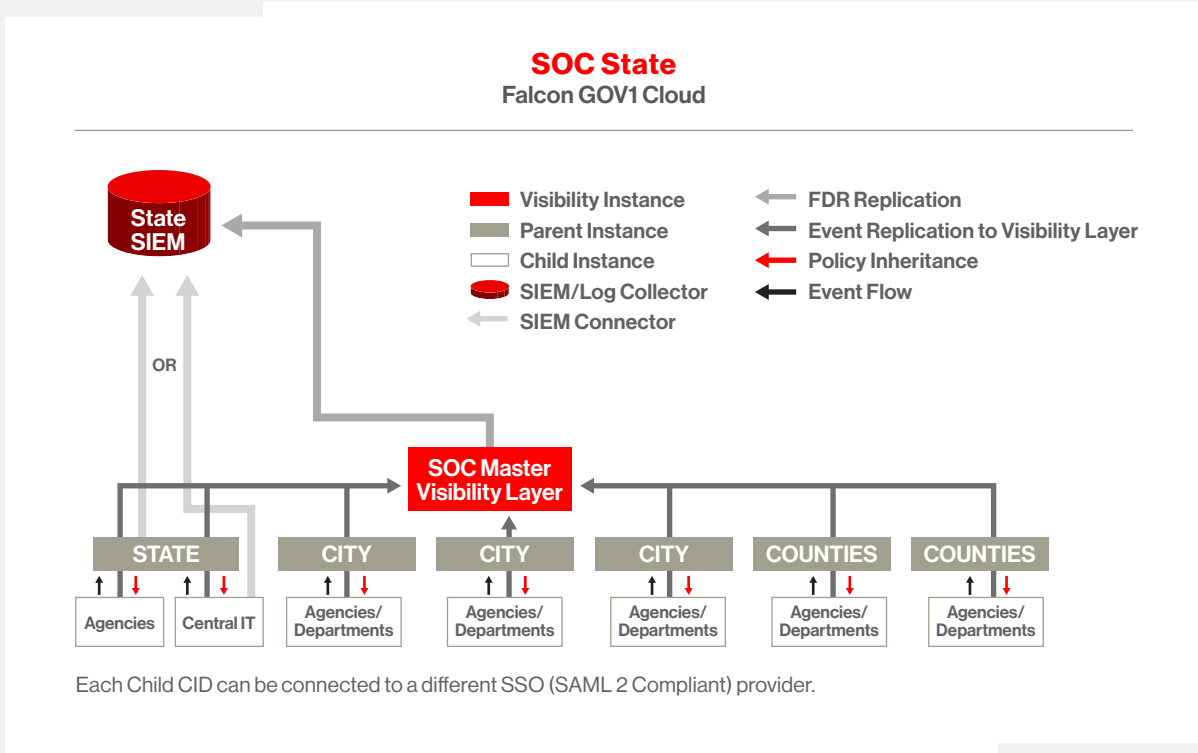 SOC State
Falcon GOV1 Cloud
State
SIEM
Visibility Instance
Parent Instance
Child Instance
SIEM/Log Collector
SIEM Connector
FDR Replication
Event Replication to Visibility Layer
Policy Inheritance
Event Flow
OR
SOC Master
Visibility Layer
STATE
CITY
CITY
CITY
COUNTIES
COUNTIES
Agencies
Central IT
Agencies/
Departments
Agencies/
Departments
Agencies/
Departments
Agencies/
Departments
Agencies/
Departments
Each Child CID can be connected to a different SSO (SAML 2 Compliant) provider.